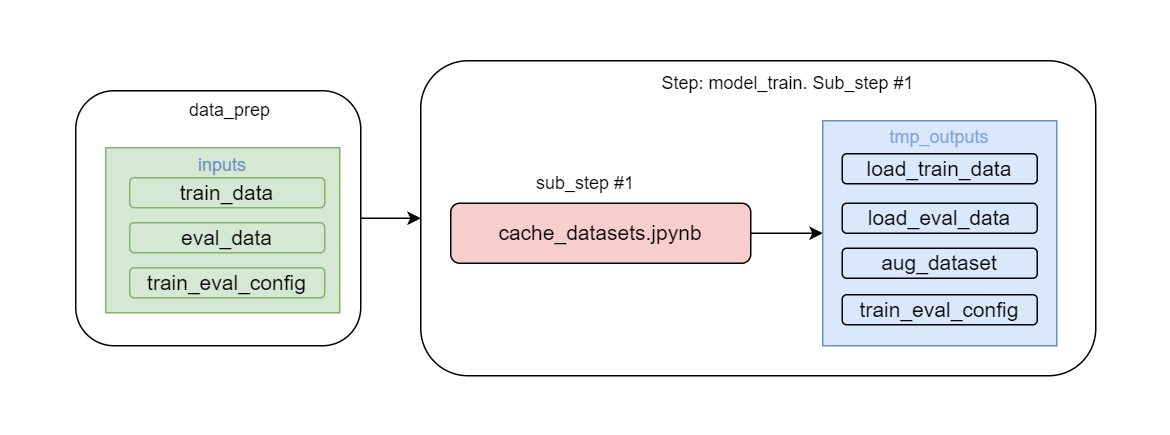 data_prep
inputs
train_data
eval_data
train_eval_config
Step: model_train. Sub_step #1
sub_step #1
cache_datasets.jpynb
tmp_outputs
load_train_data
load_eval_data
aug_dataset
train_eval_config